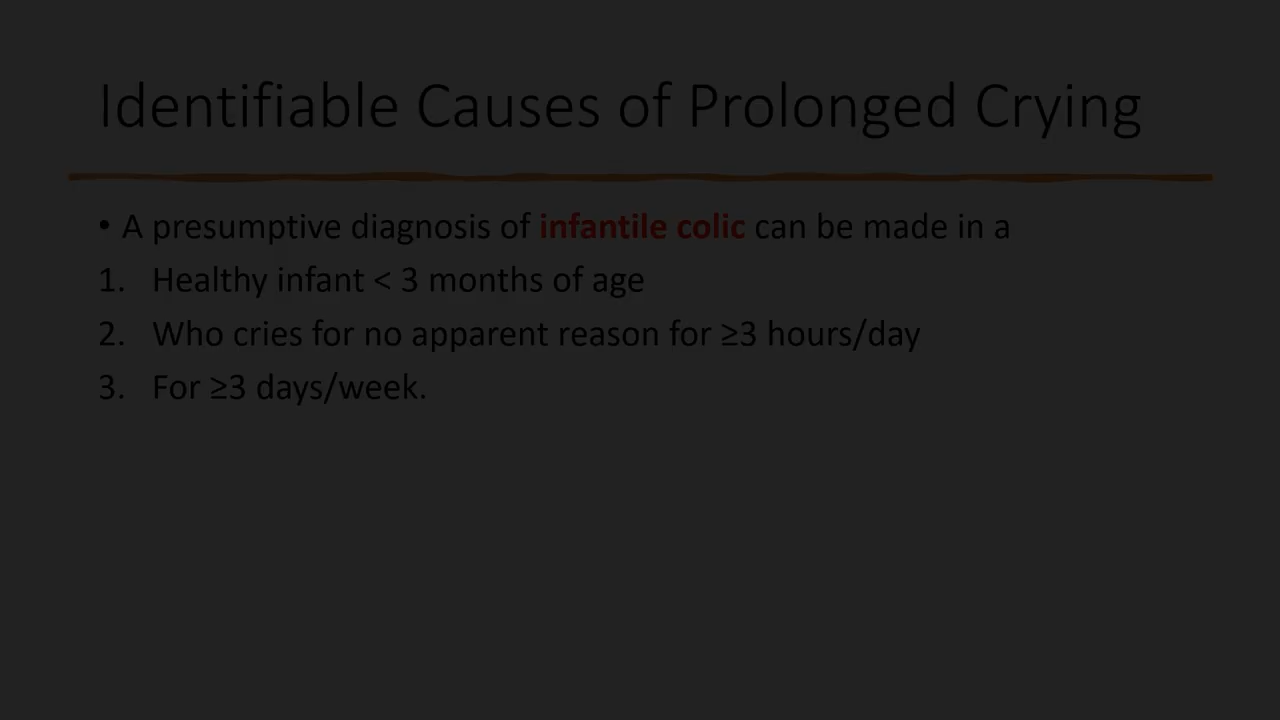 Identifiable Causes of Prolonged Crying
• A presumptive diagnosis of infantile colic can be made in a
1. Healthy infant < 3 months of age
2. Who cries for no apparent reason for ≥3 hours/day
3. For ≥3 days/week.